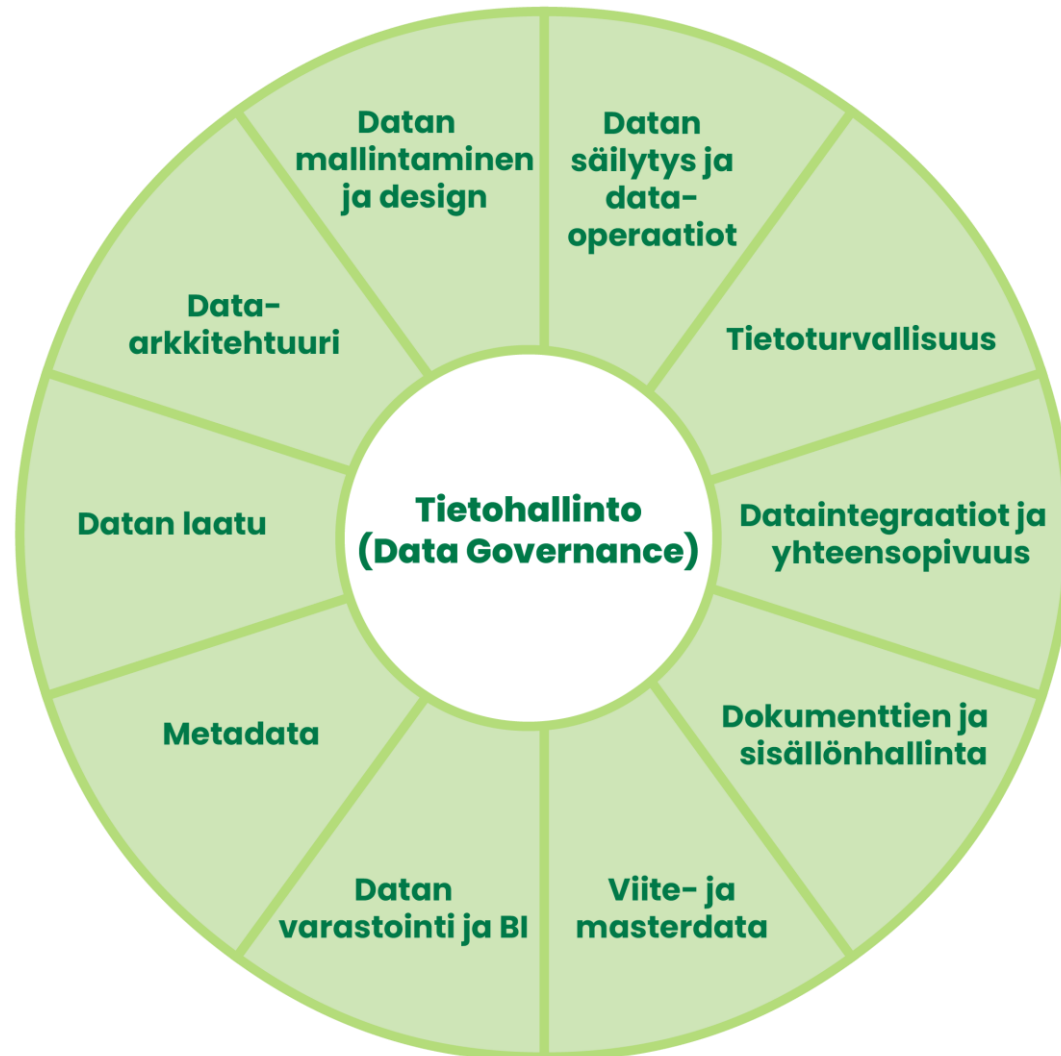 Datan
mallintaminen
ja design
Datan
säilytys ja
data-
operaatiot
Tietoturvallisuus
Dataintegraatiot ja
yhteensopivuus
Dokumenttien ja
sisällönhallinta
Viite- ja
masterdata
Datan
varastointi ja BI
Metadata
Datan laatu
Data-
arkkitehtuuri
Tietohallinto
(Data Governance)